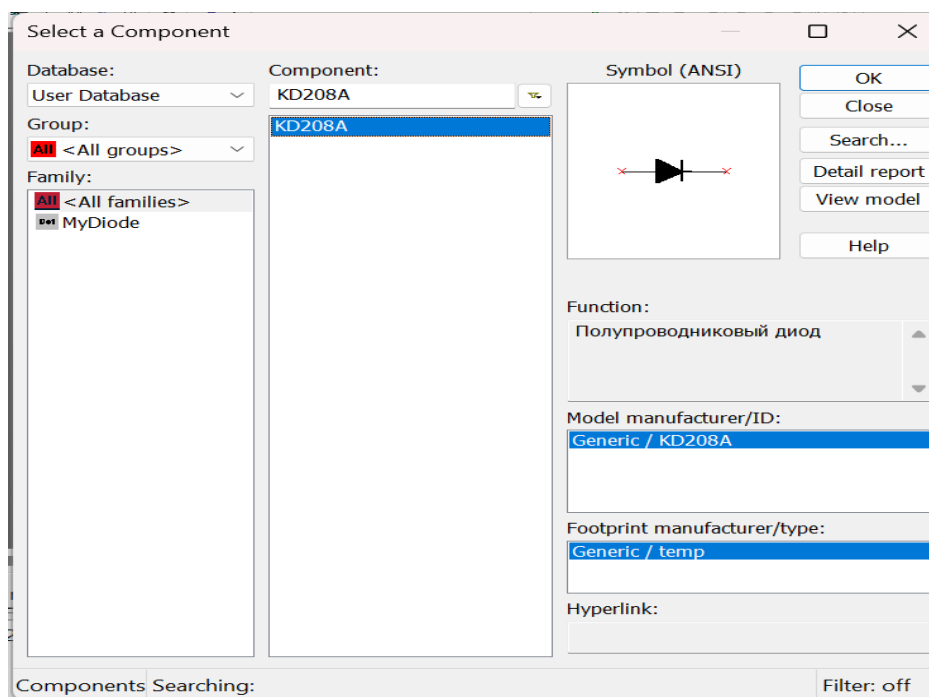 Select a Component
Database:
User Database
Group:
All <All groups>
Family:
All <All families>
MyDiode
Component:
KD208A
KD208A
Symbol (ANSI)
OK
Close
Search...
Detail report
View model
Help
Function:
Полупроводниковый диод
Model manufacturer/ID:
Generic / KD208A
Footprint manufacturer/type:
Generic / temp
Hyperlink:
Components Searching:
Filter: off